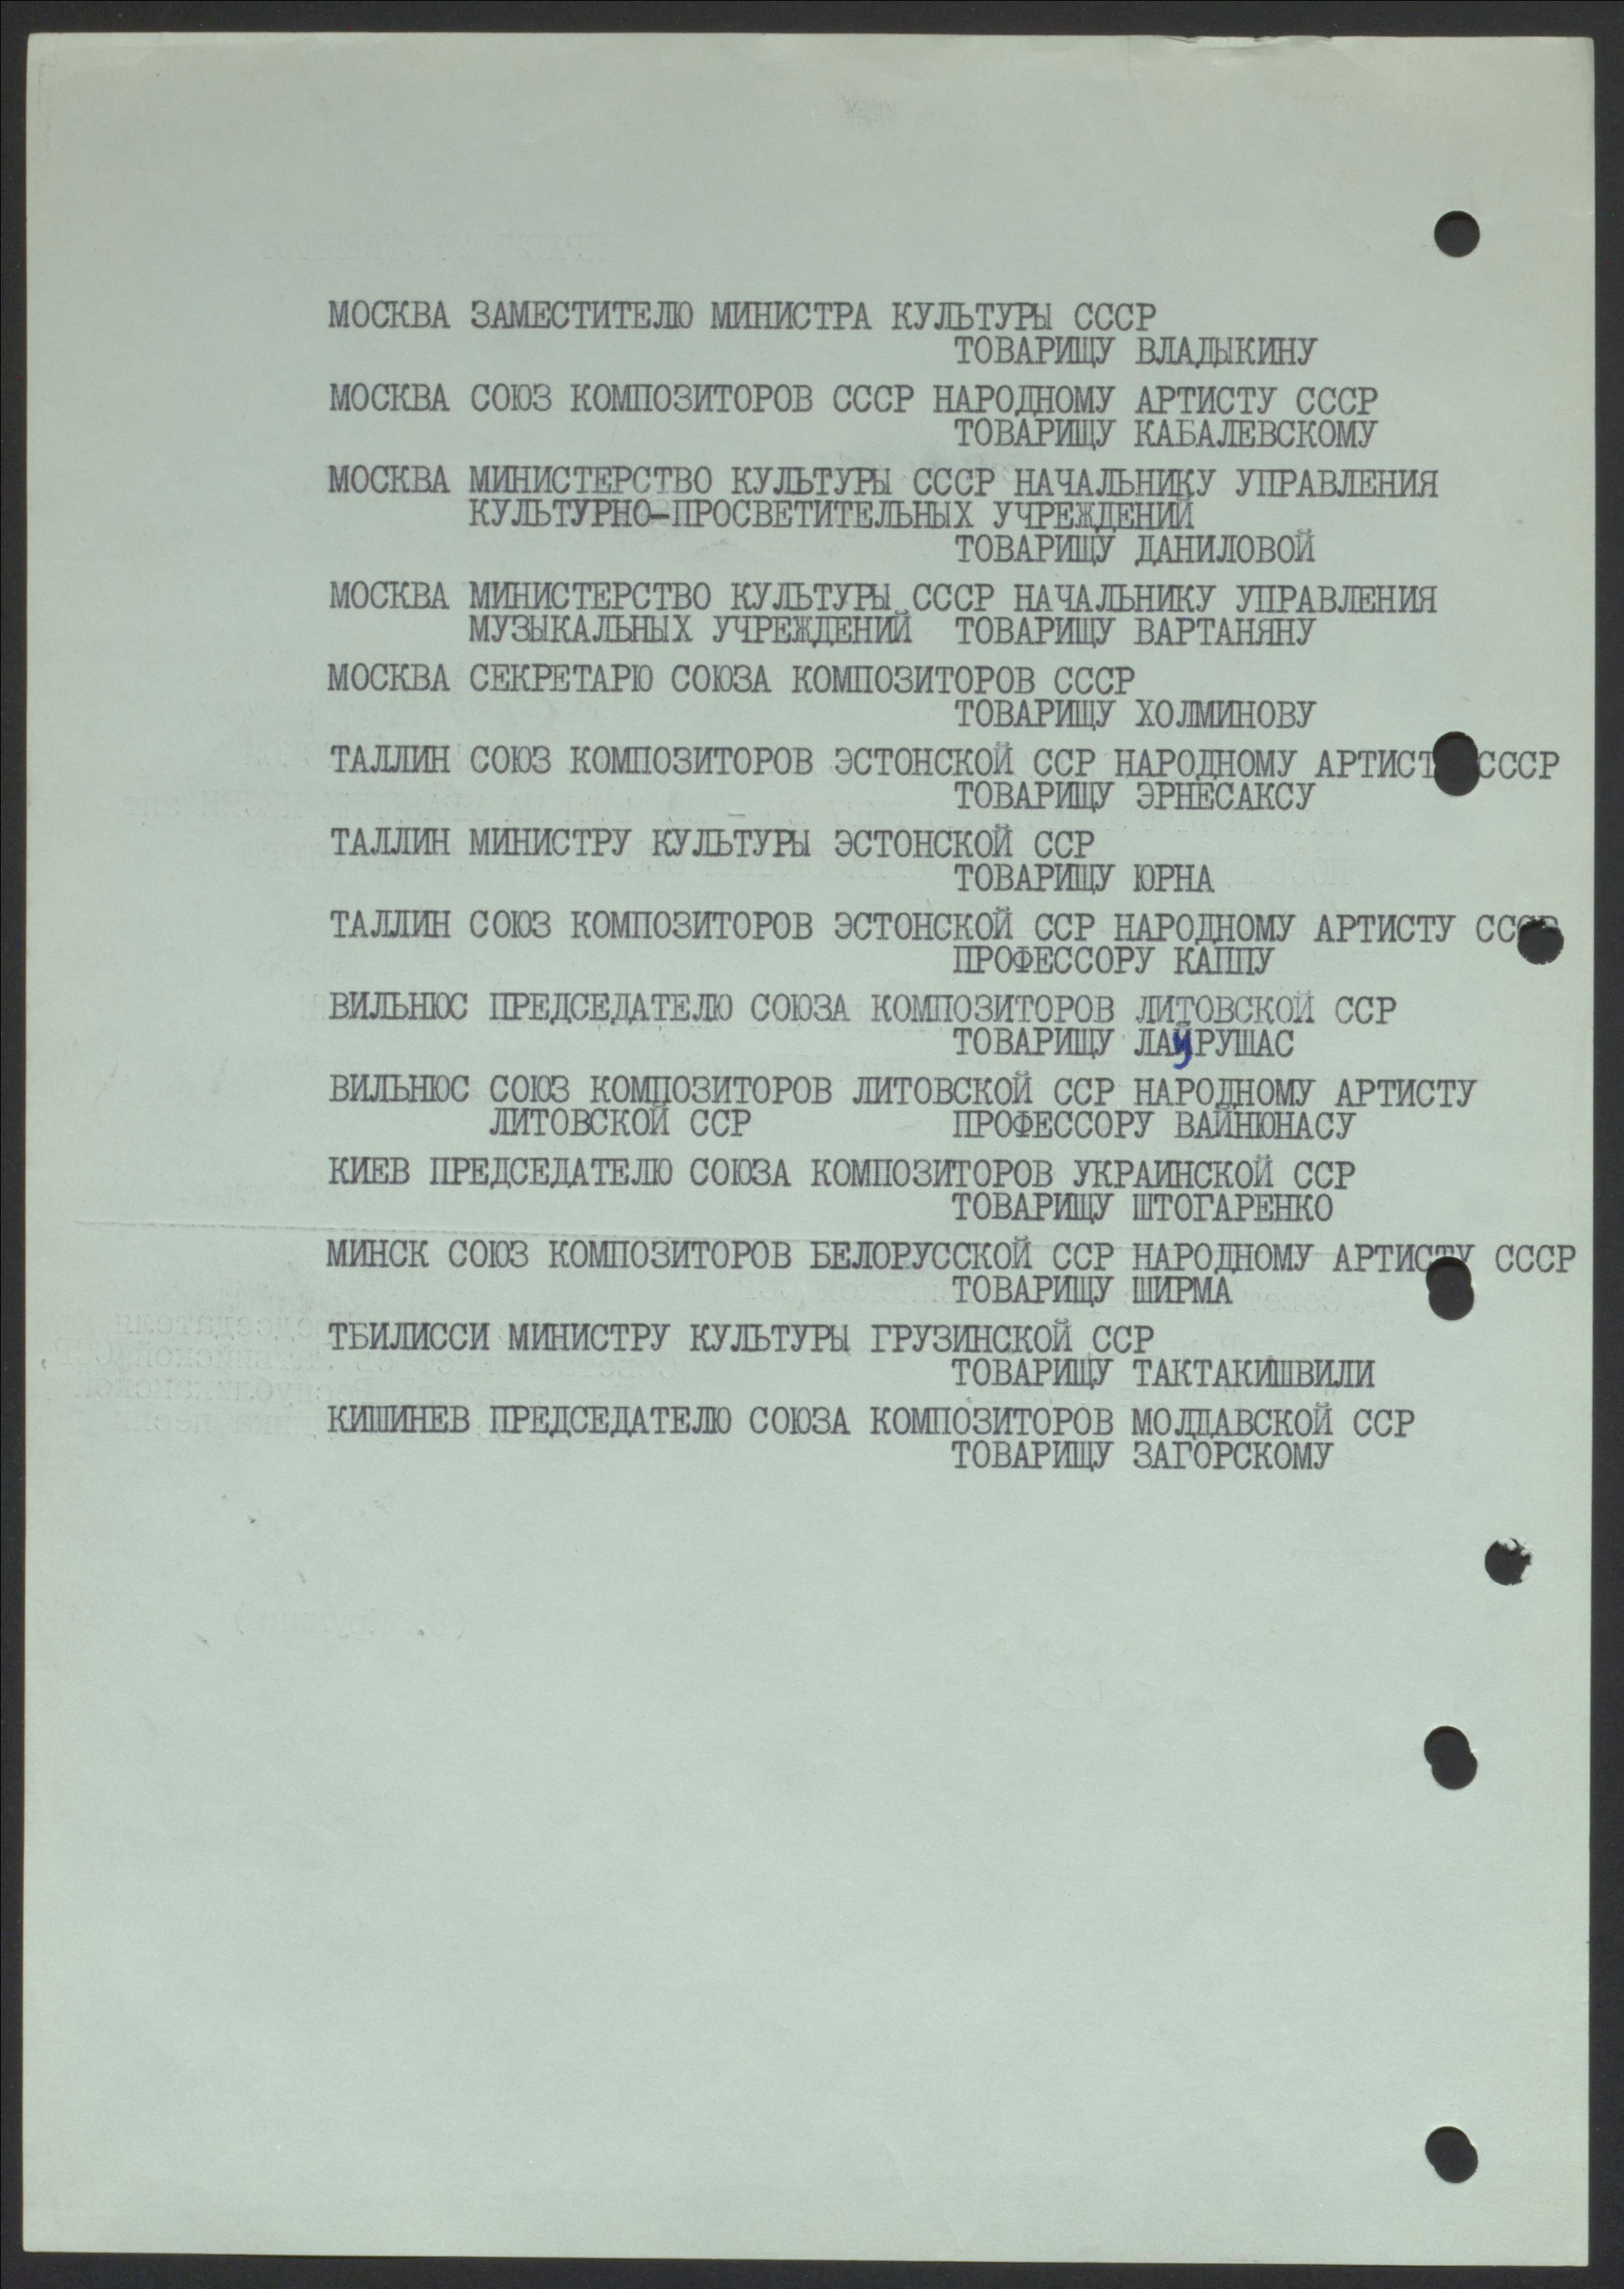 МОСКВА ЗАМЕСТИТЕЛЮ МИНИСТРА КУЛЬТУРЫ СССР
ТОВАРИЩУ ВЛАДЫКИНУ
МОСКВА СОЮЗ КОМПОЗИТОРОВ СССР НАРОДНОМУ АРТИСТУ СССР
ТОВАРИЩУ КАБАЛЕВСКОМУ
МОСКВА МИНИСТЕРСТВО КУЛЬТУРЫ СССР НАЧАЛЬНИКУ УПРАВЛЕНИЯ
КУЛЬТУРНО-ПРОСВЕТИТЕЛЬНЫХ УЧРЕЖДЕНИЙ
ТОВАРИЩУ ДАНИЛОВОЙ
МОСКВА МИНИСТЕРСТВО КУЛЬТУРЫ СССР НАЧАЛЬНИКУ УПРАВЛЕНИЯ
МУЗЫКАЛЬНЫХ УЧРЕЖДЕНИЙ ТОВАРИЩУ ВАРТАНЯНУ
МОСКВА СЕКРЕТАРЮ СОЮЗА КОМПОЗИТОРОВ СССР
ТОВАРИЩУ ХОЛМИНОВУ
ТАЛЛИН СОЮЗ КОМПОЗИТОРОВ ЭСТОНСКОЙ ССР НАРОДНОМУ АРТИСТ СССР
ТОВАРИЩУ ЭРНЕСАКСУ
ТАЛЛИН МИНИСТРУ КУЛЬТУРЫ ЭСТОНСКОЙ ССР
ТОВАРИЩУ ЮРНА
ТАЛЛИН СОЮЗ КОМПОЗИТОРОВ ЭСТОНСКОЙ ССР НАРОДНОМУ АРТИСТУ СССР
ПРОФЕССОРУ КАППУ
ВИЛЬНЮС ПРЕДСЕДАТЕЛЮ СОЮЗА КОМПОЗИТОРОВ ЛИТОВСКОЙ ССР
ТОВАРИЩУ ЛАУРУШАС
ВИЛЬНЮС СОЮЗ КОМПОЗИТОРОВ ЛИТОВСКОЙ ССР НАРОДНОМУ АРТИСТУ
ЛИТОВСКОЙ ССР ПРОФЕССОРУ ВАЙНЮНАСУ
КИЕВ ПРЕДСЕДАТЕЛЮ СОЮЗА КОМПОЗИТОРОВ УКРАИНСКОЙ ССР
ТОВАРИЩУ ШТОГАРЕНКО
МИНСК СОЮЗ КОМПОЗИТОРОВ БЕЛОРУССКОЙ ССР НАРОДНОМУ АРТИСТУ СССР
ТОВАРИЩУ ШИРМА
ТБИЛИССИ МИНИСТРУ КУЛЬТУРЫ ГРУЗИНСКОЙ ССР
ТОВАРИЩУ ТАКТАКИШВИЛИ
КИШИНЕВ ПРЕДСЕДАТЕЛЮ СОЮЗА КОМПОЗИТОРОВ МОЛДАВСКОЙ ССР
ТОВАРИЩУ ЗАГОРСКОМУ